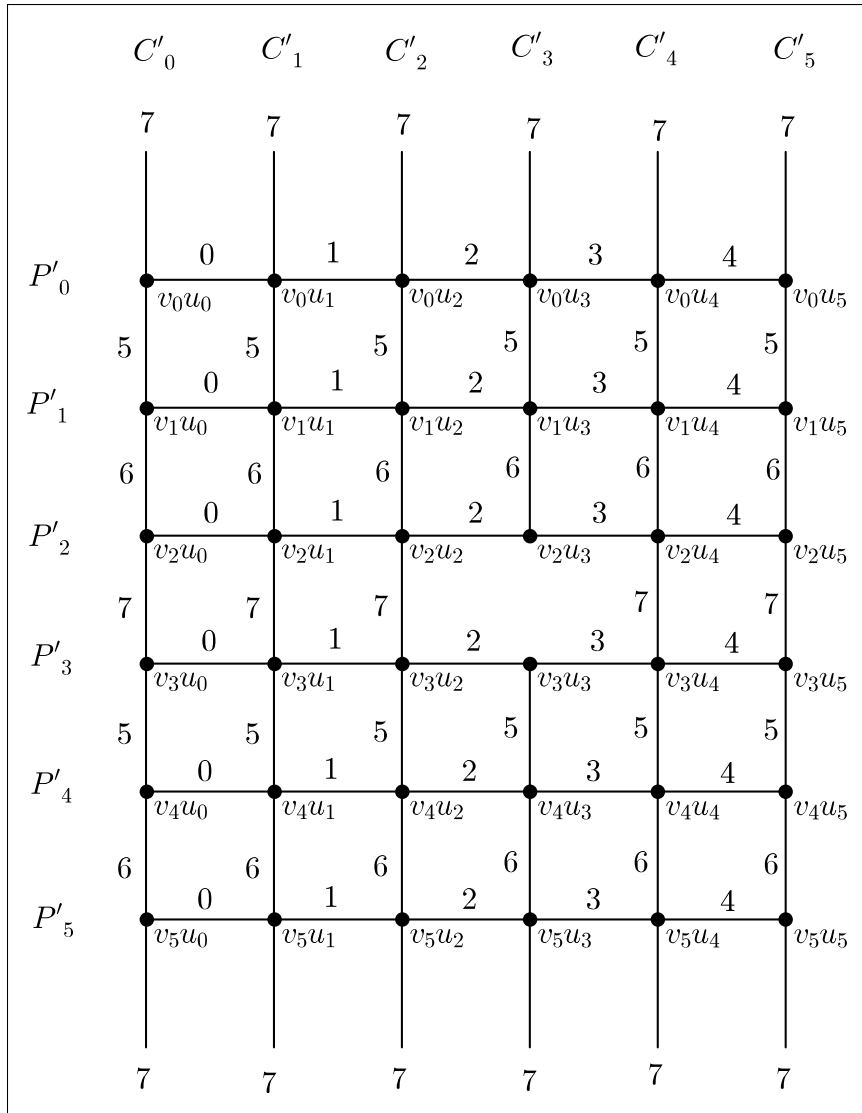 C′₀ C′₁ C′₂ C′₃ C′₄ C′₅
7 7 7 7 7 7
0 1 2 3 4
P′₀
v₀u₀ v₀u₁ v₀u₂ v₀u₃ v₀u₄ v₀u₅
5 5 5 5 5 5
0 1 2 3 4
P′₁
v₁u₀ v₁u₁ v₁u₂ v₁u₃ v₁u₄ v₁u₅
6 6 6 6 6 6
0 1 2 3 4
P′₂
v₂u₀ v₂u₁ v₂u₂ v₂u₃ v₂u₄ v₂u₅
7 7 7 7 7
0 1 2 3 4
P′₃
v₃u₀ v₃u₁ v₃u₂ v₃u₃ v₃u₄ v₃u₅
5 5 5 5 5 5
0 1 2 3 4
P′₄
v₄u₀ v₄u₁ v₄u₂ v₄u₃ v₄u₄ v₄u₅
6 6 6 6 6 6
0 1 2 3 4
P′₅
v₅u₀ v₅u₁ v₅u₂ v₅u₃ v₅u₄ v₅u₅
7 7 7 7 7 7